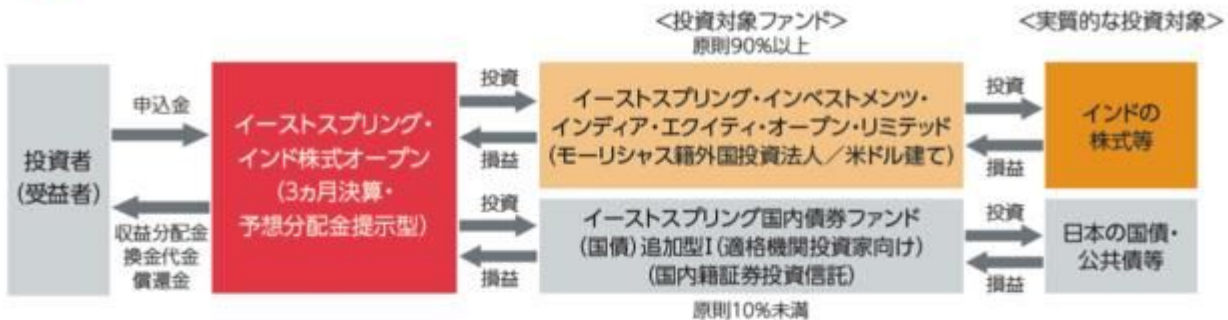 <投資対象ファンド>
原則90%以上
<実質的な投資対象>
投資者
(受益者)
申込金
収益分配金
換金代金
償還金
イーストスプリング・
インド株式オープン
(3ヵ月決算・
予想分配金提示型)
投資
損益
イーストスプリング・インベストメンツ・
インディア・エクイティ・オープン・リミテッド
(モーリシャス籍外国投資法人/米ドル建て)
投資
損益
インドの
株式等
投資
損益
イーストスプリング国内債券ファンド
(国債)追加型I(適格機関投資家向け)
(国内籍証券投資信託)
原則10%未満
投資
損益
日本の国債・
公共債等